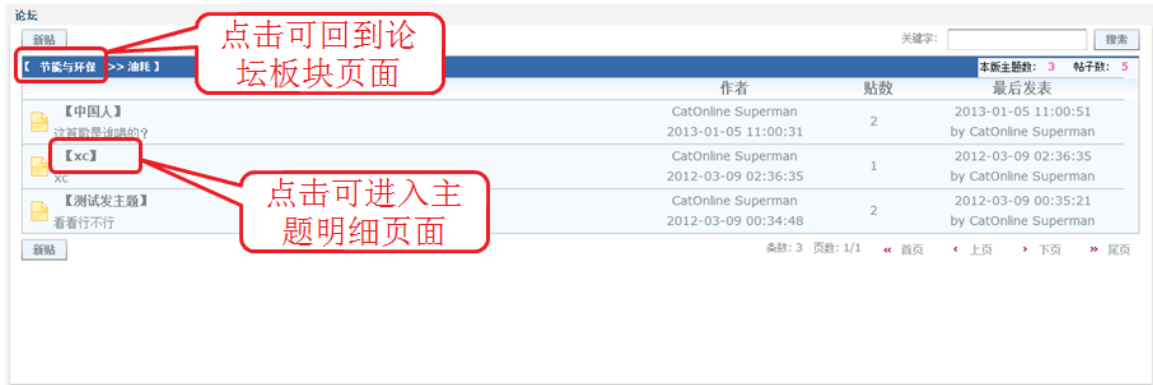 论坛
新贴
点击可回到论
坛板块页面
关键字：
搜索
【 节能与环保 >> 油耗 】
本版主题数： 3 帖子数： 5
作者 贴数 最后发表
【中国人】
这首歌是谁唱的？
CatOnline Superman
2013-01-05 11:00:31
2
2013-01-05 11:00:51
by CatOnline Superman
【xc】
xc
CatOnline Superman
2012-03-09 02:36:35
1
2012-03-09 02:36:35
by CatOnline Superman
点击可进入主
题明细页面
【测试发主题】
看看行不行
CatOnline Superman
2012-03-09 00:34:48
2
2012-03-09 00:35:21
by CatOnline Superman
新贴
条数: 3 页数: 1/1 « 首页 ‹ 上页 › 下页 » 尾页